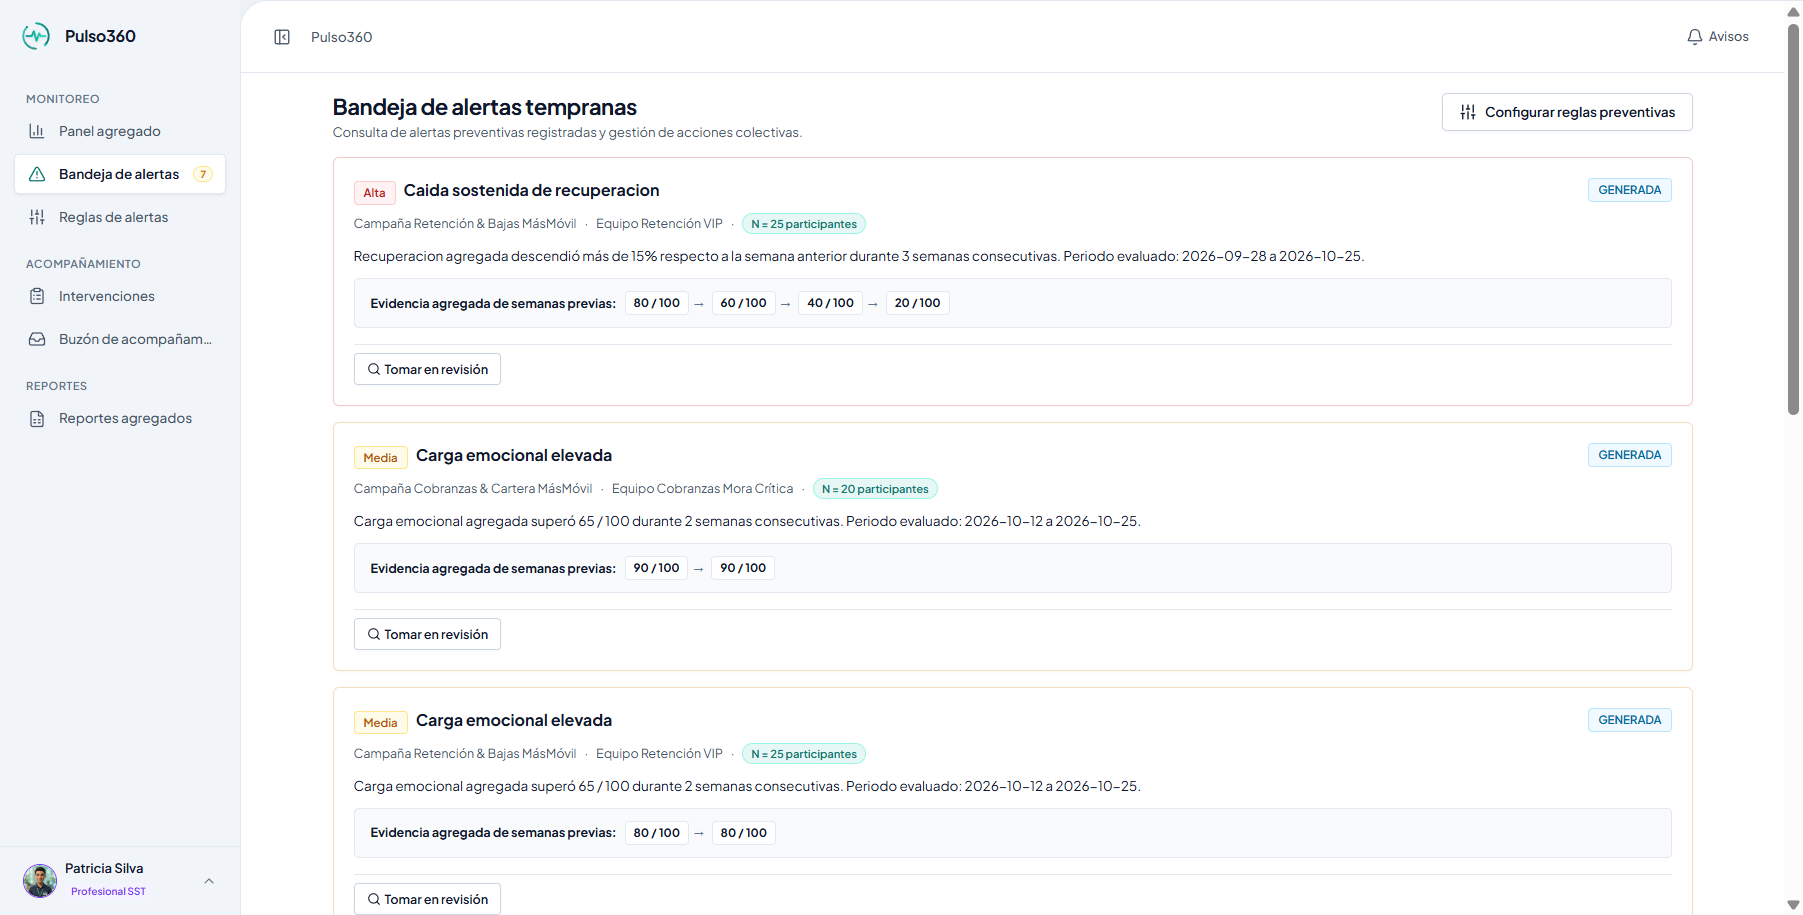 Pulso360
MONITOREO
Panel agregado
Bandeja de alertas 7
Reglas de alertas
ACOMPAÑAMIENTO
Intervenciones
Buzón de acompañam...
REPORTES
Reportes agregados
Patricia Silva
Profesional SST
Pulso360
Avisos
Bandeja de alertas tempranas
Consulta de alertas preventivas registradas y gestión de acciones colectivas.
Configurar reglas preventivas
Alta Caida sostenida de recuperacion GENERADA
Campaña Retención & Bajas MásMóvil · Equipo Retención VIP · N = 25 participantes
Recuperacion agregada descendió más de 15% respecto a la semana anterior durante 3 semanas consecutivas. Periodo evaluado: 2026-09-28 a 2026-10-25.
Evidencia agregada de semanas previas: 80 / 100 → 60 / 100 → 40 / 100 → 20 / 100
Tomar en revisión
Media Carga emocional elevada GENERADA
Campaña Cobranzas & Cartera MásMóvil · Equipo Cobranzas Mora Crítica · N = 20 participantes
Carga emocional agregada superó 65 / 100 durante 2 semanas consecutivas. Periodo evaluado: 2026-10-12 a 2026-10-25.
Evidencia agregada de semanas previas: 90 / 100 → 90 / 100
Tomar en revisión
Media Carga emocional elevada GENERADA
Campaña Retención & Bajas MásMóvil · Equipo Retención VIP · N = 25 participantes
Carga emocional agregada superó 65 / 100 durante 2 semanas consecutivas. Periodo evaluado: 2026-10-12 a 2026-10-25.
Evidencia agregada de semanas previas: 80 / 100 → 80 / 100
Tomar en revisión